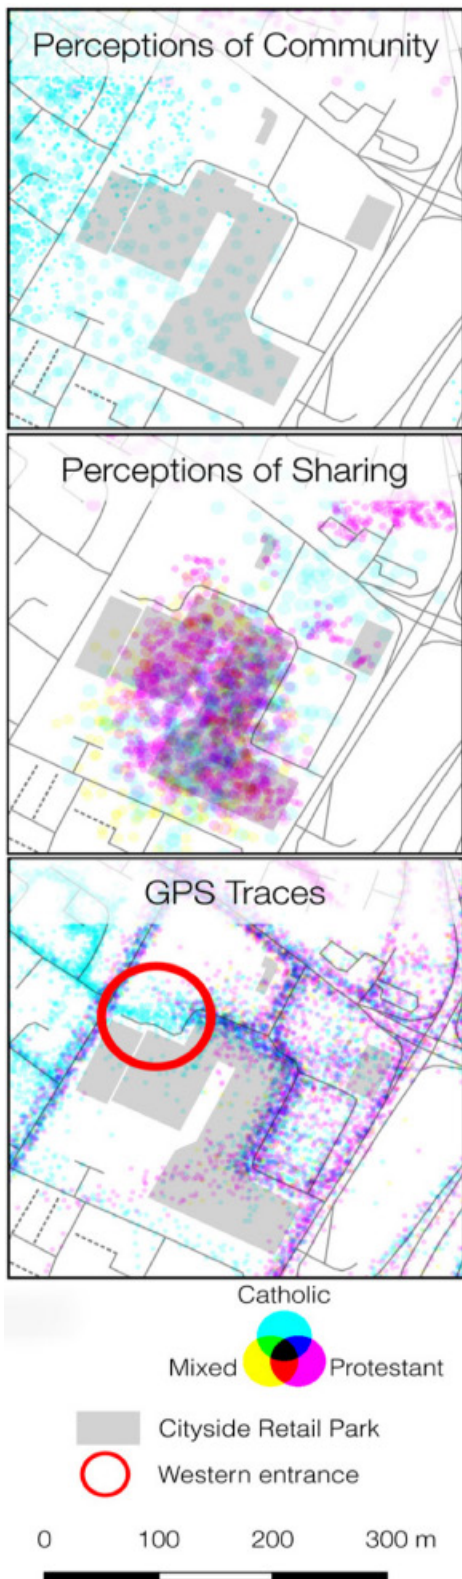 Perceptions of Community
Perceptions of Sharing
GPS Traces
Catholic
Mixed Protestant
Cityside Retail Park
Western entrance
0 100 200 300 m